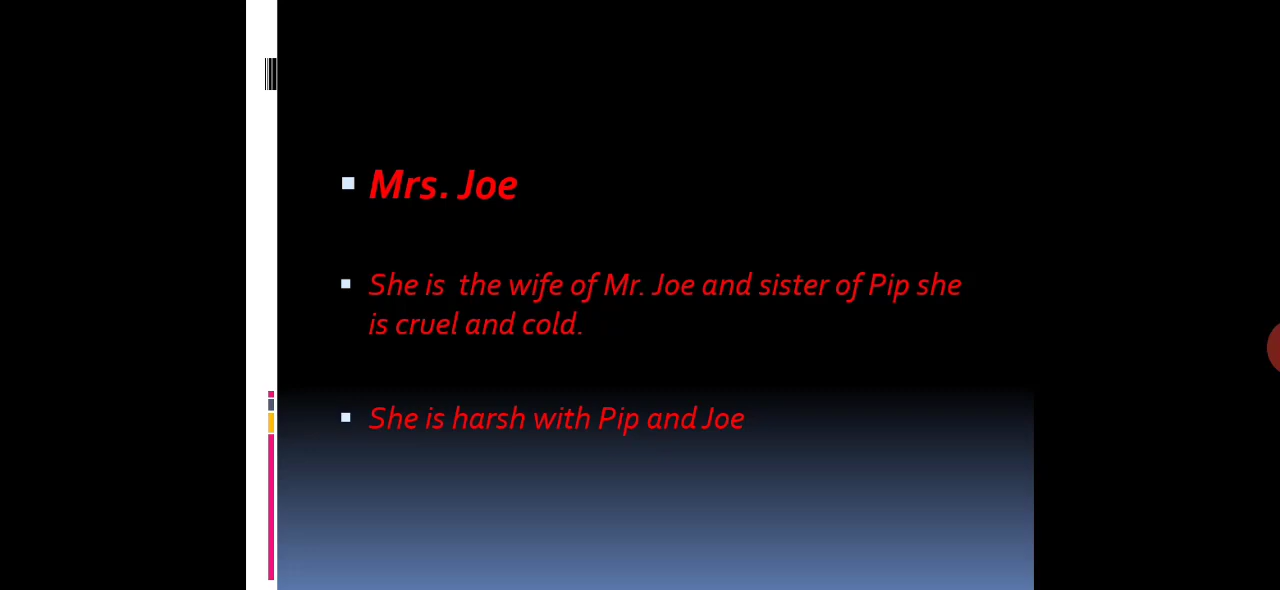 Mrs. Joe
She is the wife of Mr. Joe and sister of Pip she
is cruel and cold.
She is harsh with Pip and Joe